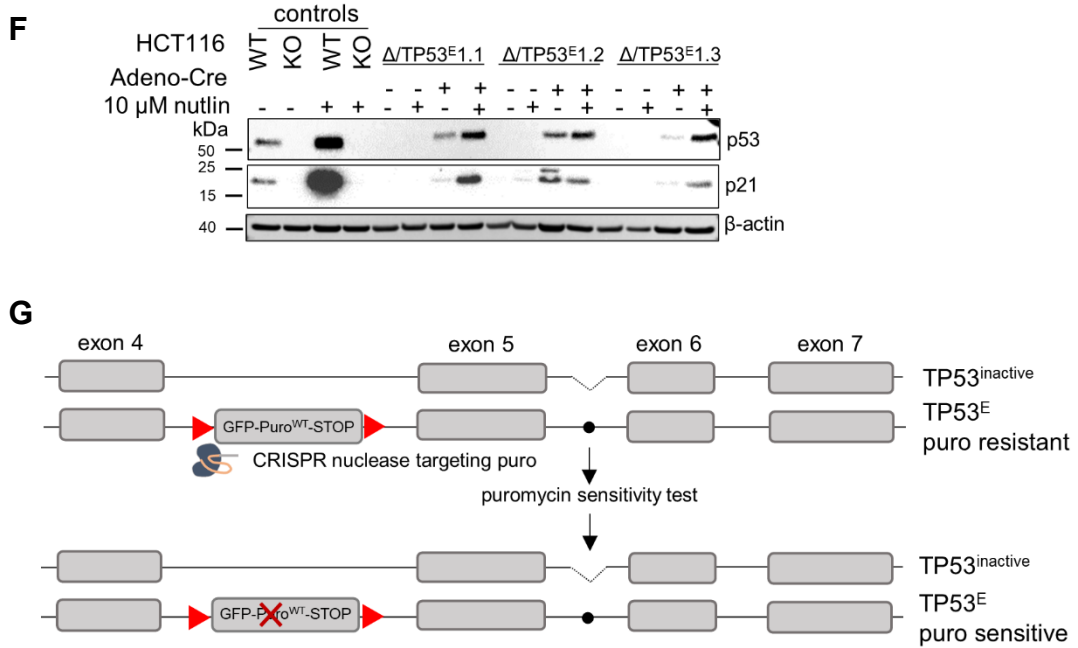 F
controls
HCT116 WT KO WT KO Δ/TP53ᴱ1.1 Δ/TP53ᴱ1.2 Δ/TP53ᴱ1.3
Adeno-Cre - - + + - - + + - - + +
10 µM nutlin - - + + - + - + - + - + - + - +
kDa
50 p53
25
15 p21
40 β-actin
G
exon 4 exon 5 exon 6 exon 7
TP53ⁱⁿᵃᶜᵗⁱᵛᵉ
GFP-Puroᵂᵀ-STOP TP53ᴱ
puro resistant
CRISPR nuclease targeting puro
puromycin sensitivity test
TP53ⁱⁿᵃᶜᵗⁱᵛᵉ
GFP-Puroᵂᵀ-STOP TP53ᴱ
puro sensitive